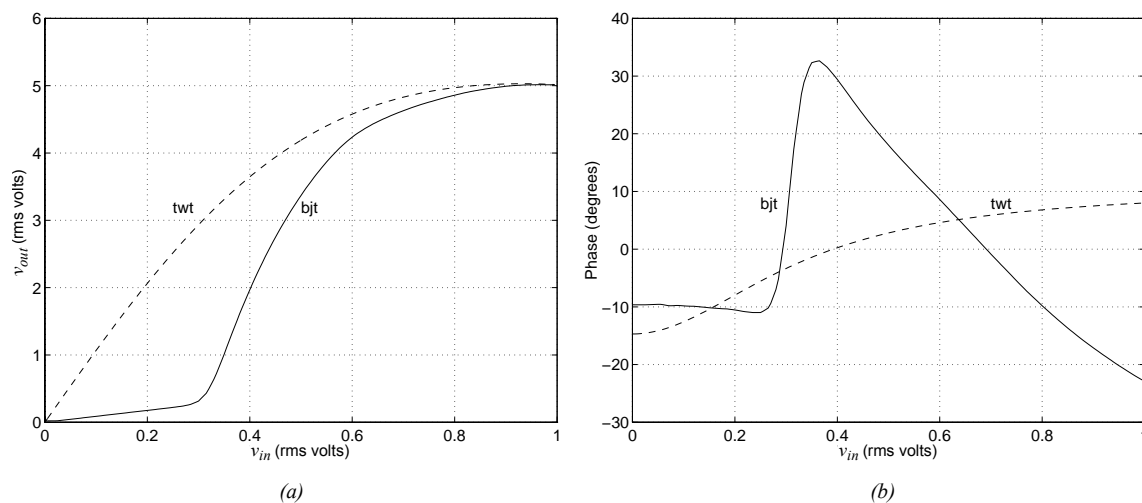 6
5
4
3
2
1
0
v_out (rms volts)
twt
bjt
0 0.2 0.4 0.6 0.8 1
v_in (rms volts)
(a)
40
30
20
10
0
−10
−20
−30
Phase (degrees)
bjt
twt
0 0.2 0.4 0.6 0.8 1
v_in (rms volts)
(b)